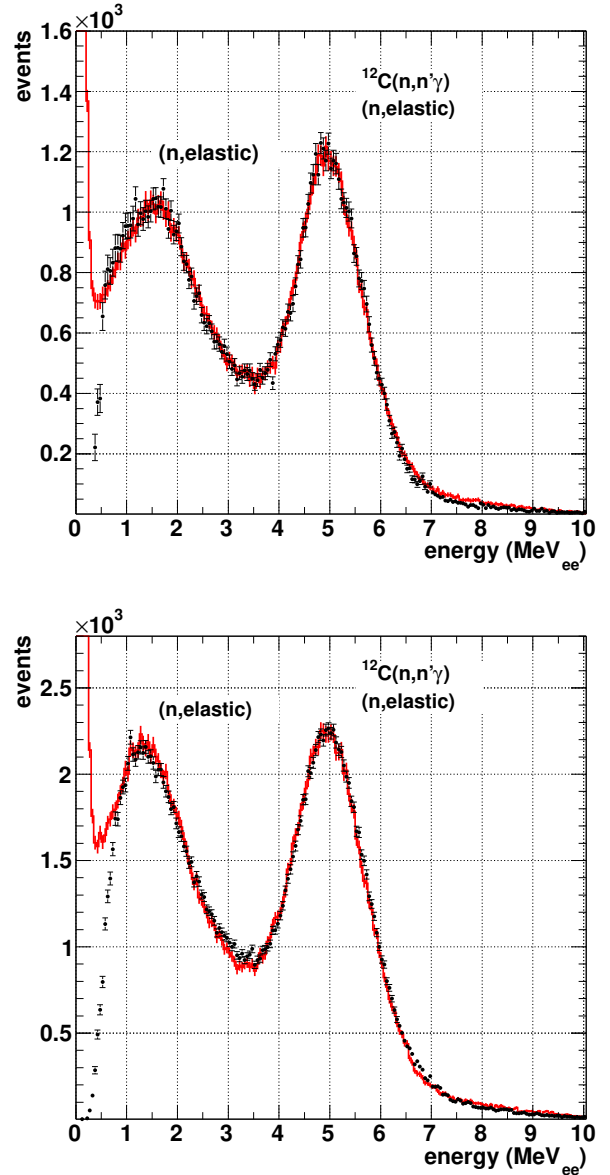 ×10³
events
1.6
1.4
1.2
1
0.8
0.6
0.4
0.2
¹²C(n,n'γ)
(n,elastic)
(n,elastic)
0 1 2 3 4 5 6 7 8 9 10
energy (MeVₑₑ)
×10³
events
2.5
2
1.5
1
0.5
(n,elastic)
¹²C(n,n'γ)
(n,elastic)
0 1 2 3 4 5 6 7 8 9 10
energy (MeVₑₑ)